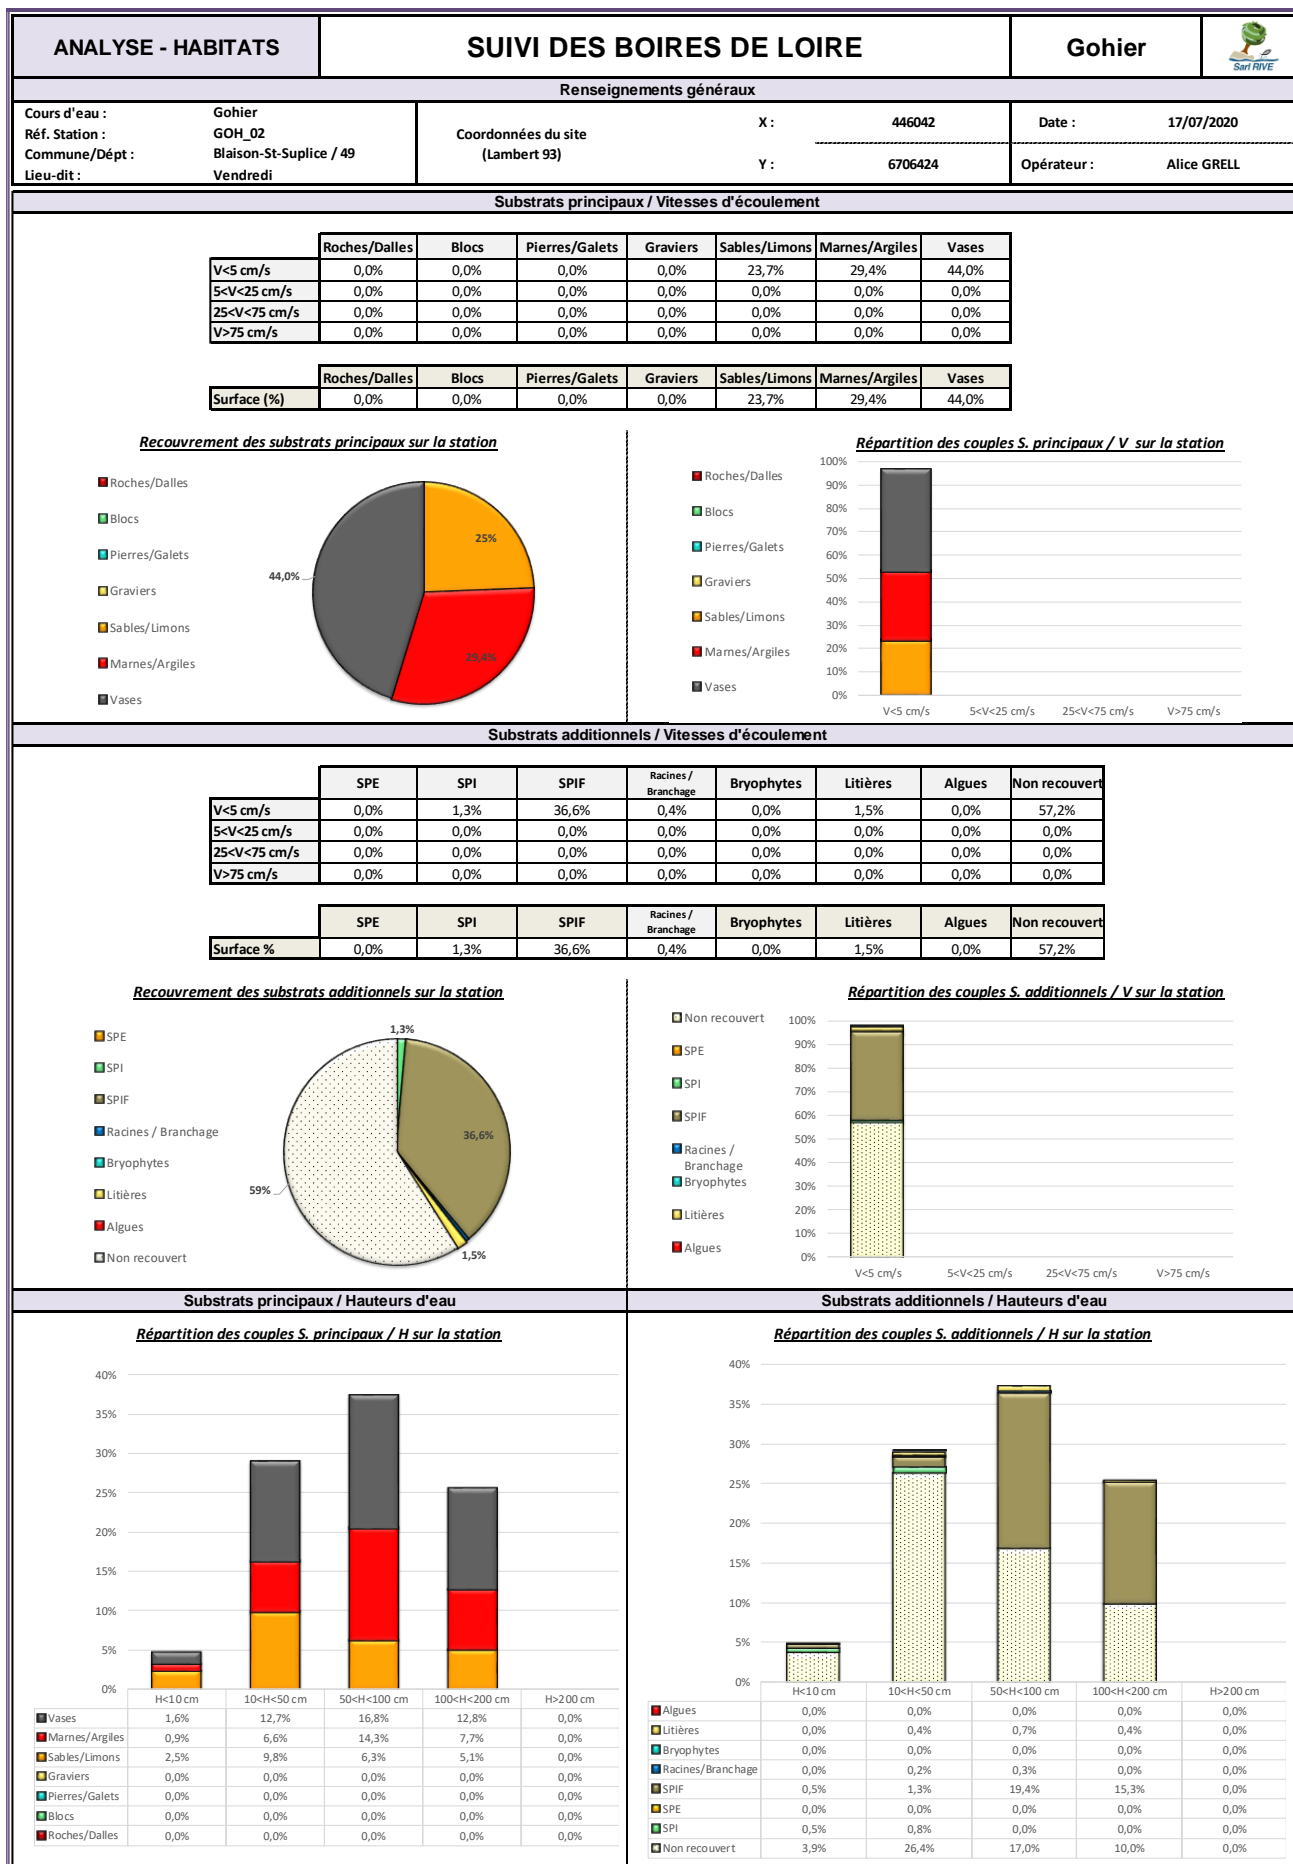 ANALYSE - HABITATS
SUIVI DES BOIRES DE LOIRE
Gohier
Sarl RIVE
Renseignements généraux
Cours d'eau : Gohier
Réf. Station : GOH_02
Commune/Dépt : Blaison-St-Suplice / 49
Lieu-dit : Vendredi
Coordonnées du site
(Lambert 93)
X : 446042
Y : 6706424
Date : 17/07/2020
Opérateur : Alice GRELL
Substrats principaux / Vitesses d'écoulement
Roches/Dalles Blocs Pierres/Galets Graviers Sables/Limons Marnes/Argiles Vases
V<5 cm/s 0,0% 0,0% 0,0% 0,0% 23,7% 29,4% 44,0%
5<V<25 cm/s 0,0% 0,0% 0,0% 0,0% 0,0% 0,0% 0,0%
25<V<75 cm/s 0,0% 0,0% 0,0% 0,0% 0,0% 0,0% 0,0%
V>75 cm/s 0,0% 0,0% 0,0% 0,0% 0,0% 0,0% 0,0%
Roches/Dalles Blocs Pierres/Galets Graviers Sables/Limons Marnes/Argiles Vases
Surface (%) 0,0% 0,0% 0,0% 0,0% 23,7% 29,4% 44,0%
Recouvrement des substrats principaux sur la station
Roches/Dalles
Blocs
Pierres/Galets
Graviers
Sables/Limons
Marnes/Argiles
Vases
25%
44,0%
29,4%
Répartition des couples S. principaux / V sur la station
Roches/Dalles
Blocs
Pierres/Galets
Graviers
Sables/Limons
Marnes/Argiles
Vases
100%
90%
80%
70%
60%
50%
40%
30%
20%
10%
0%
V<5 cm/s 5<V<25 cm/s 25<V<75 cm/s V>75 cm/s
Substrats additionnels / Vitesses d'écoulement
SPE SPI SPIF Racines / Branchage Bryophytes Litières Algues Non recouvert
V<5 cm/s 0,0% 1,3% 36,6% 0,4% 0,0% 1,5% 0,0% 57,2%
5<V<25 cm/s 0,0% 0,0% 0,0% 0,0% 0,0% 0,0% 0,0% 0,0%
25<V<75 cm/s 0,0% 0,0% 0,0% 0,0% 0,0% 0,0% 0,0% 0,0%
V>75 cm/s 0,0% 0,0% 0,0% 0,0% 0,0% 0,0% 0,0% 0,0%
SPE SPI SPIF Racines / Branchage Bryophytes Litières Algues Non recouvert
Surface % 0,0% 1,3% 36,6% 0,4% 0,0% 1,5% 0,0% 57,2%
Recouvrement des substrats additionnels sur la station
SPE
SPI
SPIF
Racines / Branchage
Bryophytes
Litières
Algues
Non recouvert
1,3%
36,6%
59%
1,5%
Répartition des couples S. additionnels / V sur la station
Non recouvert
SPE
SPI
SPIF
Racines /
Branchage
Bryophytes
Litières
Algues
100%
90%
80%
70%
60%
50%
40%
30%
20%
10%
0%
V<5 cm/s 5<V<25 cm/s 25<V<75 cm/s V>75 cm/s
Substrats principaux / Hauteurs d'eau
Répartition des couples S. principaux / H sur la station
40%
35%
30%
25%
20%
15%
10%
5%
0%
H<10 cm 10<H<50 cm 50<H<100 cm 100<H<200 cm H>200 cm
Vases 1,6% 12,7% 16,8% 12,8% 0,0%
Marnes/Argiles 0,9% 6,6% 14,3% 7,7% 0,0%
Sables/Limons 2,5% 9,8% 6,3% 5,1% 0,0%
Graviers 0,0% 0,0% 0,0% 0,0% 0,0%
Pierres/Galets 0,0% 0,0% 0,0% 0,0% 0,0%
Blocs 0,0% 0,0% 0,0% 0,0% 0,0%
Roches/Dalles 0,0% 0,0% 0,0% 0,0% 0,0%
Substrats additionnels / Hauteurs d'eau
Répartition des couples S. additionnels / H sur la station
40%
35%
30%
25%
20%
15%
10%
5%
0%
H<10 cm 10<H<50 cm 50<H<100 cm 100<H<200 cm H>200 cm
Algues 0,0% 0,0% 0,0% 0,0% 0,0%
Litières 0,0% 0,4% 0,7% 0,4% 0,0%
Bryophytes 0,0% 0,0% 0,0% 0,0% 0,0%
Racines/Branchage 0,0% 0,2% 0,3% 0,0% 0,0%
SPIF 0,5% 1,3% 19,4% 15,3% 0,0%
SPE 0,0% 0,0% 0,0% 0,0% 0,0%
SPI 0,5% 0,8% 0,0% 0,0% 0,0%
Non recouvert 3,9% 26,4% 17,0% 10,0% 0,0%